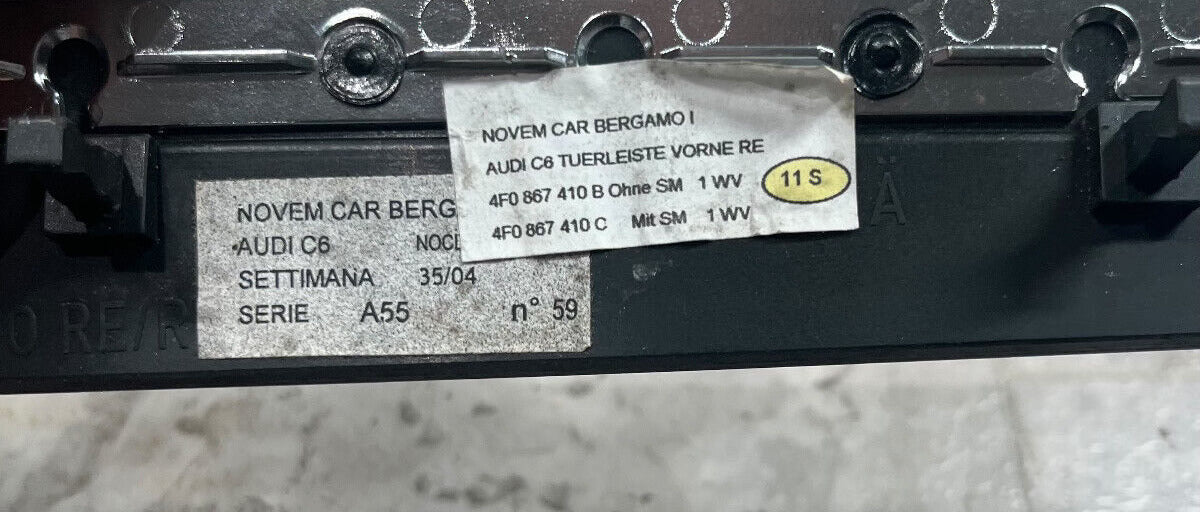 NOVEM CAR BERGAMO I
AUDI C6 TUERLEISTE VORNE RE
4F0 867 410 B Ohne SM 1 WV
4F0 867 410 C Mit SM 1 WV
11 S
NOVEM CAR BERG
AUDI C6
SETTIMANA 35/04
SERIE A55 n° 59
RE/R
Ä